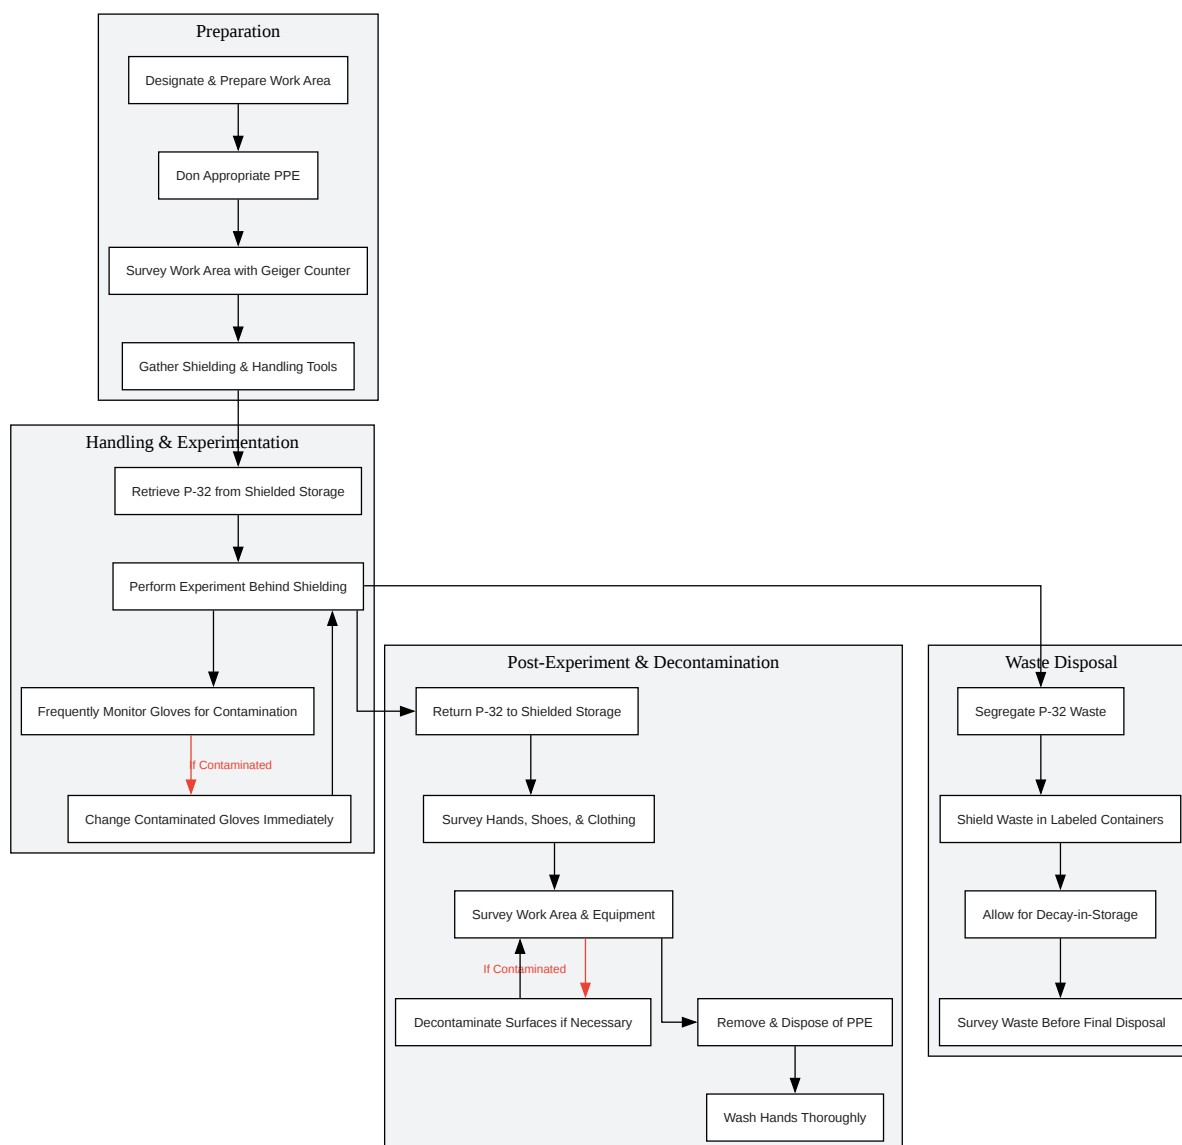 Preparation
Designate & Prepare Work Area
Don Appropriate PPE
Survey Work Area with Geiger Counter
Gather Shielding & Handling Tools
Handling & Experimentation
Retrieve P-32 from Shielded Storage
Perform Experiment Behind Shielding
Frequently Monitor Gloves for Contamination
If Contaminated
Change Contaminated Gloves Immediately
Post-Experiment & Decontamination
Return P-32 to Shielded Storage
Survey Hands, Shoes, & Clothing
Survey Work Area & Equipment
If Contaminated
Decontaminate Surfaces if Necessary
Remove & Dispose of PPE
Wash Hands Thoroughly
Waste Disposal
Segregate P-32 Waste
Shield Waste in Labeled Containers
Allow for Decay-in-Storage
Survey Waste Before Final Disposal